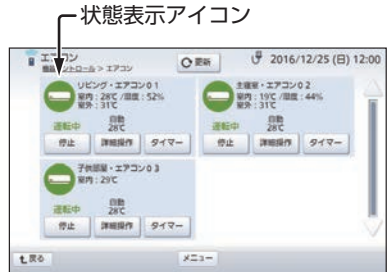 状態表示アイコン
エアコン
機器コントロール > エアコン
更新
2016/12/25 (日) 12:00
リビング・エアコン01
室内：28℃ /湿度：52%
室外：31℃
運転中
自動
28℃
停止
詳細操作
タイマー
主寝室・エアコン02
室内：19℃ /湿度：44%
室外：31℃
運転中
自動
28℃
停止
詳細操作
タイマー
子供部屋・エアコン03
室内：29℃
運転中
自動
28℃
停止
詳細操作
タイマー
戻る
メニュー